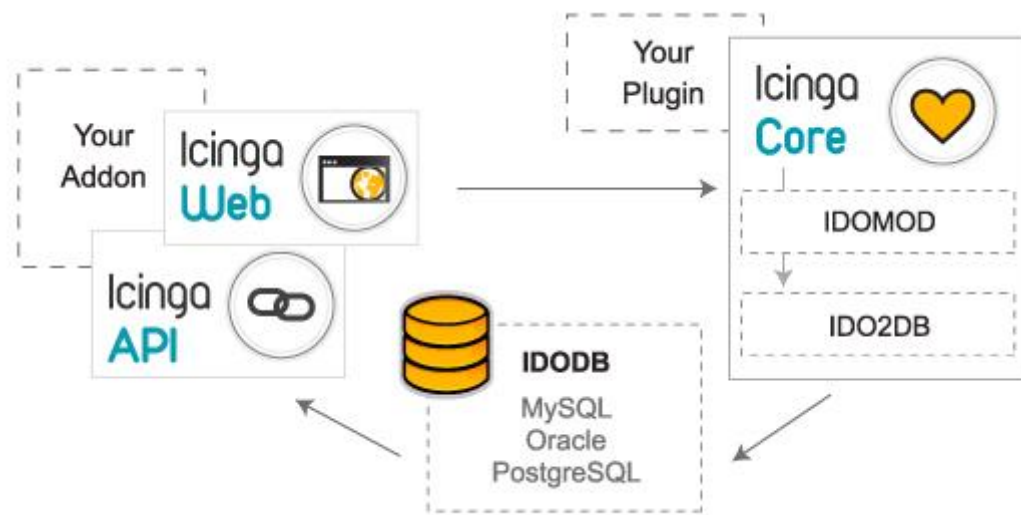 Your
Addon
Icinga
Web
Icinga
API
Your
Plugin
Icinga
Core
IDOMOD
IDO2DB
IDODB
MySQL
Oracle
PostgreSQL